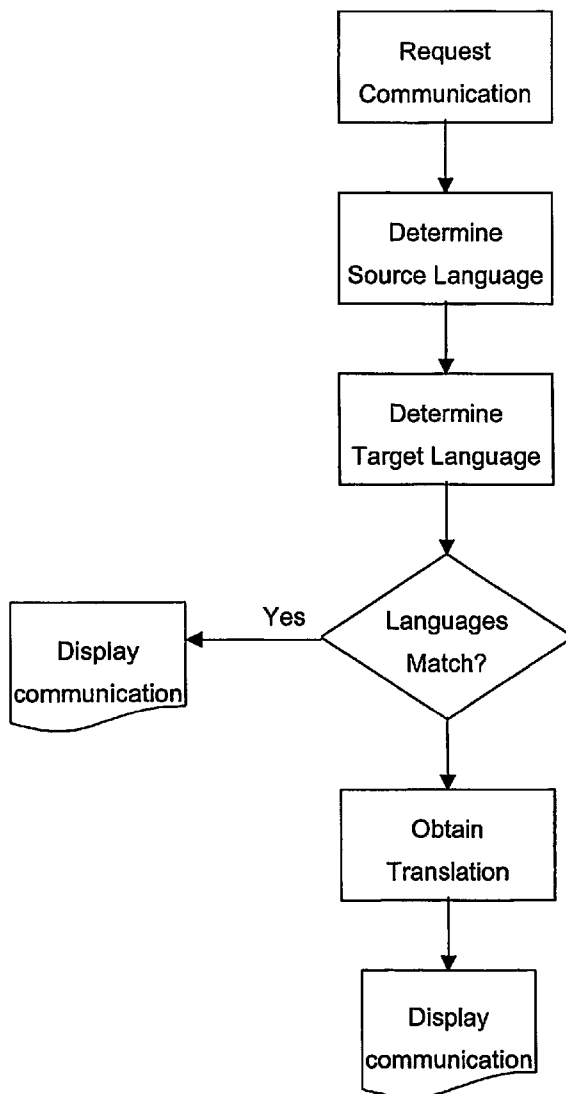 Request
Communication
Determine
Source Language
Determine
Target Language
Languages
Match?
Yes
Display
communication
Obtain
Translation
Display
communication